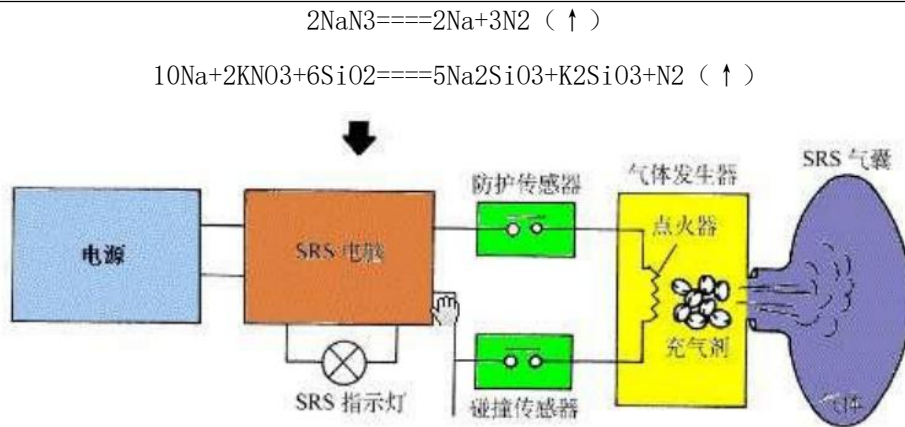 2NaN3====2Na+3N2（↑）
10Na+2KNO3+6SiO2====5Na2SiO3+K2SiO3+N2（↑）
SRS 气囊
防护传感器
气体发生器
点火器
电源
SRS 电脑
充气剂
SRS 指示灯
碰撞传感器
气体